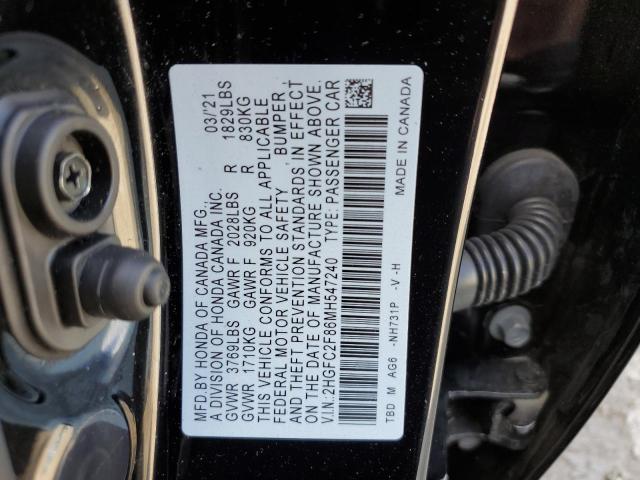 MFD.BY HONDA OF CANADA MFG., 03/'21
A DIVISION OF HONDA CANADA INC.
GVWR 3769LBS GAWR F 2028LBS R 1829LBS
GVWR 1710KG GAWR F 920KG R 830KG
THIS VEHICLE CONFORMS TO ALL APPLICABLE
FEDERAL MOTOR VEHICLE SAFETY, BUMPER
AND THEFT PREVENTION STANDARDS IN EFFECT
ON THE DATE OF MANUFACTURE SHOWN ABOVE.
V.I.N.:2HGFC2F86MH547240 TYPE: PASSENGER CAR
TBD M AG6 -NH731P -V -H MADE IN CANADA